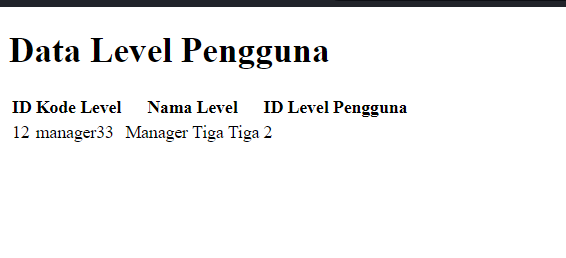 Data Level Pengguna
ID Kode Level Nama Level ID Level Pengguna
12 manager33 Manager Tiga Tiga 2